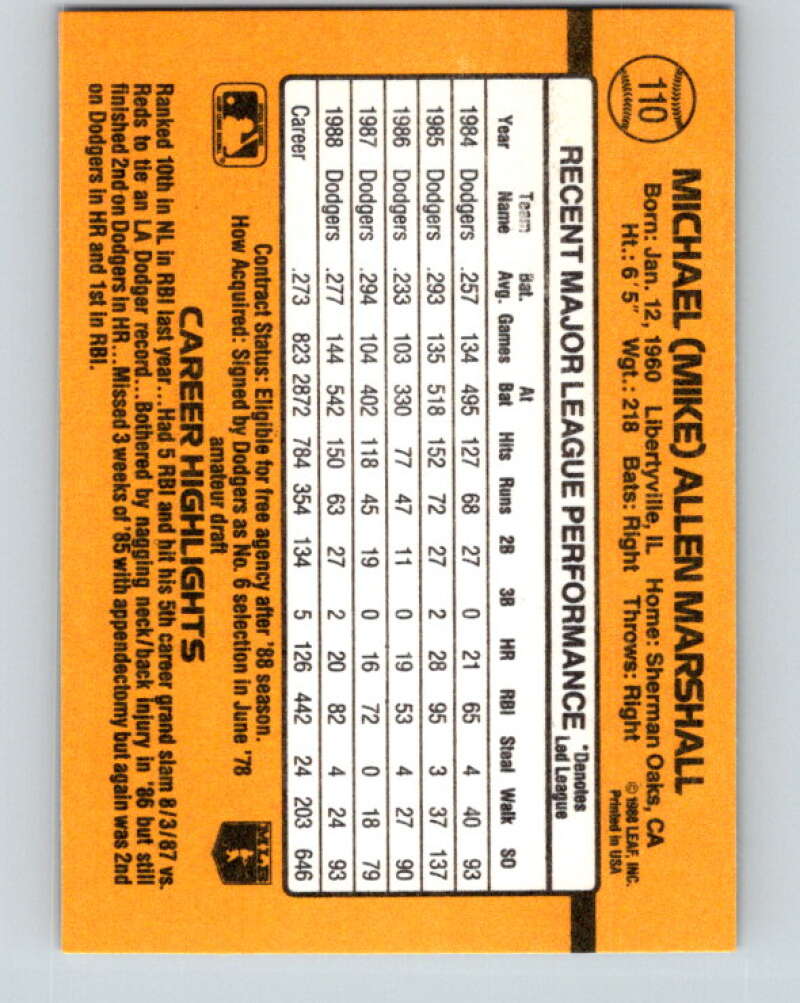 110
MICHAEL (MIKE) ALLEN MARSHALL
Born: Jan. 12, 1960 Libertyville, IL Home: Sherman Oaks, CA
Ht.: 6'5" Wgt.: 218 Bats: Right Throws: Right
© 1988 LEAF, INC.
Printed in USA
RECENT MAJOR LEAGUE PERFORMANCE
*Denotes
Led League
Year Team Name Bat. Avg. Games At Bat Hits Runs 2B 3B HR RBI Steal Walk SO
1984 Dodgers .257 134 495 127 68 27 0 21 65 4 40 93
1985 Dodgers .293 135 518 152 72 27 2 28 95 3 37 137
1986 Dodgers .233 103 330 77 47 11 0 19 53 4 27 90
1987 Dodgers .294 104 402 118 45 19 0 16 72 0 18 79
1988 Dodgers .277 144 542 150 63 27 2 20 82 4 24 93
Career .273 823 2872 784 354 134 5 126 442 24 203 646
Contract Status: Eligible for free agency after '88 season.
How Acquired: Signed by Dodgers as No. 6 selection in June '78
amateur draft
MLB
CAREER HIGHLIGHTS
Ranked 10th in NL in RBI last year....Had 5 RBI and hit his 5th career grand slam 8/3/87 vs.
Reds to tie an LA Dodger record...Bothered by nagging neck/back injury in '86 but still
finished 2nd on Dodgers in HR...Missed 3 weeks of '85 with appendectomy but again was 2nd
on Dodgers in HR and 1st in RBI.